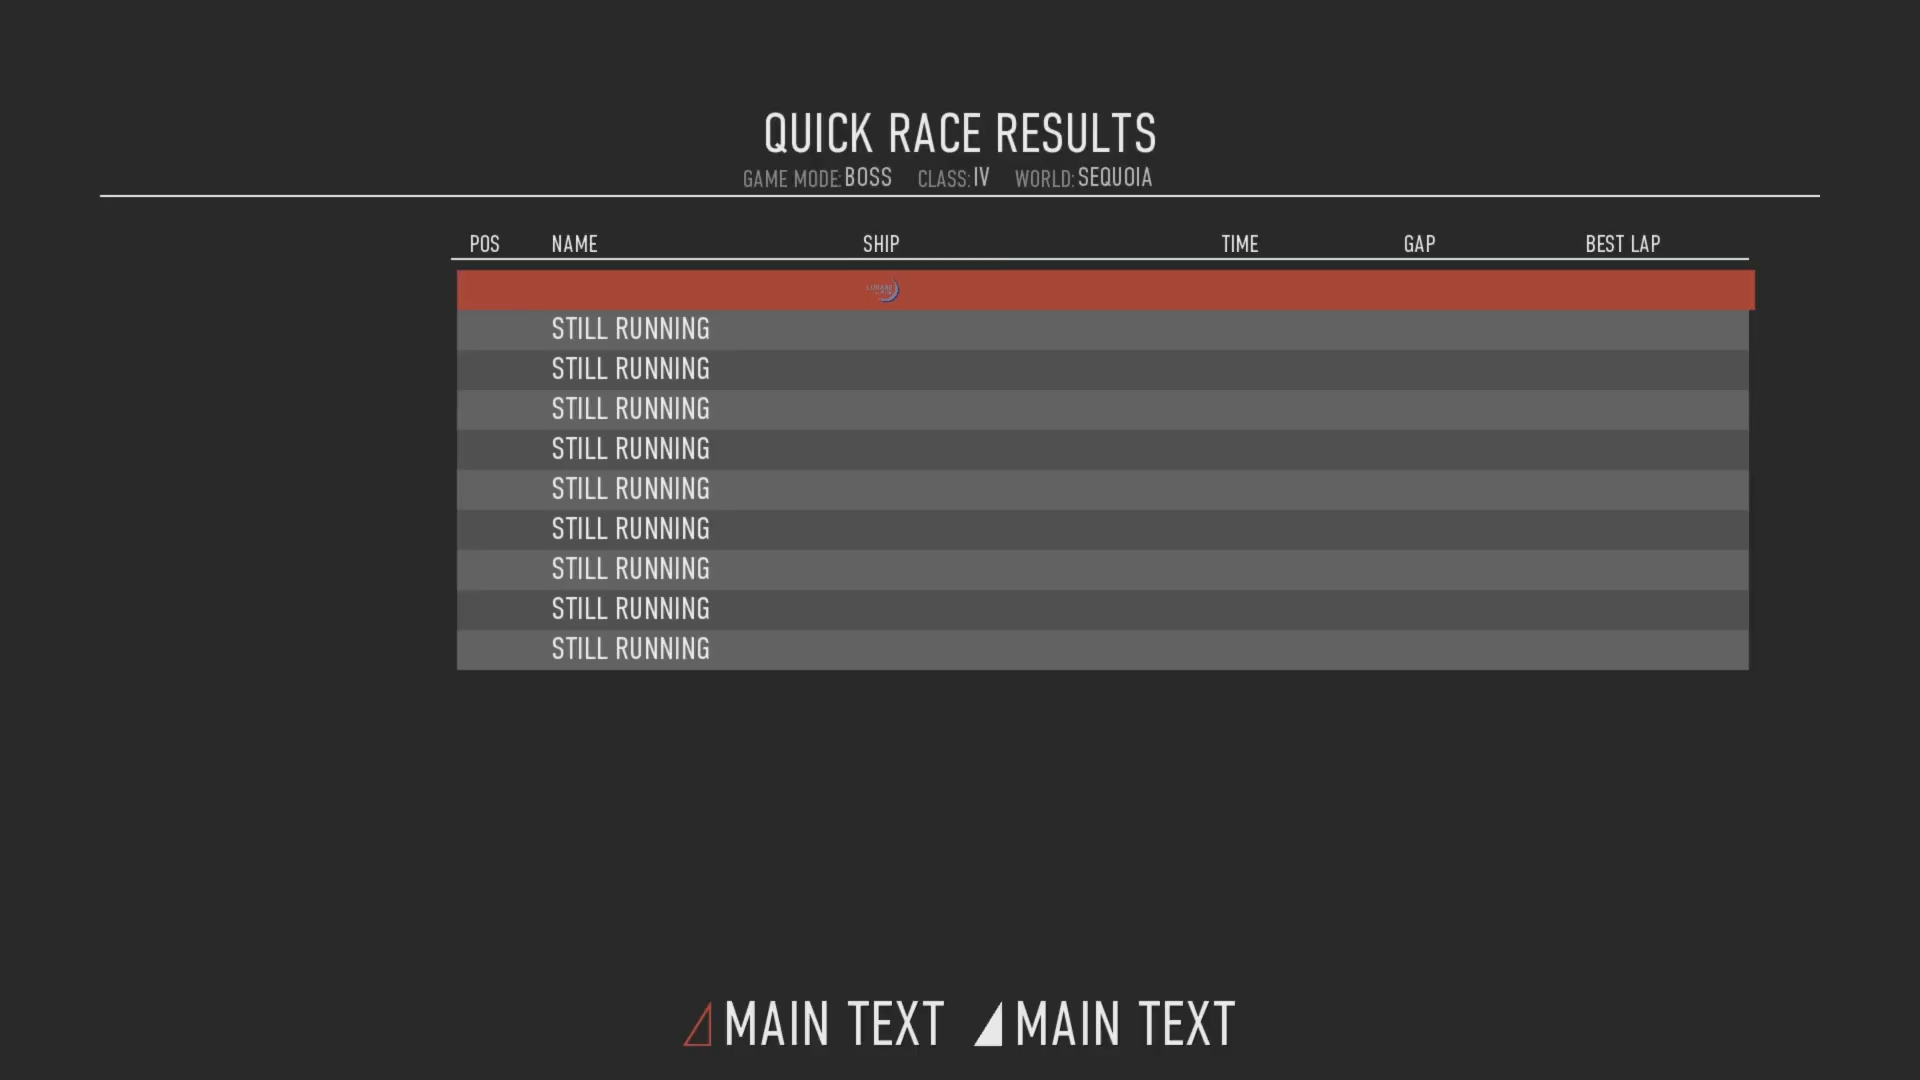 QUICK RACE RESULTS
GAME MODE: BOSS CLASS: IV WORLD: SEQUOIA
POS NAME SHIP TIME GAP BEST LAP
STILL RUNNING
STILL RUNNING
STILL RUNNING
STILL RUNNING
STILL RUNNING
STILL RUNNING
STILL RUNNING
STILL RUNNING
STILL RUNNING
MAIN TEXT MAIN TEXT